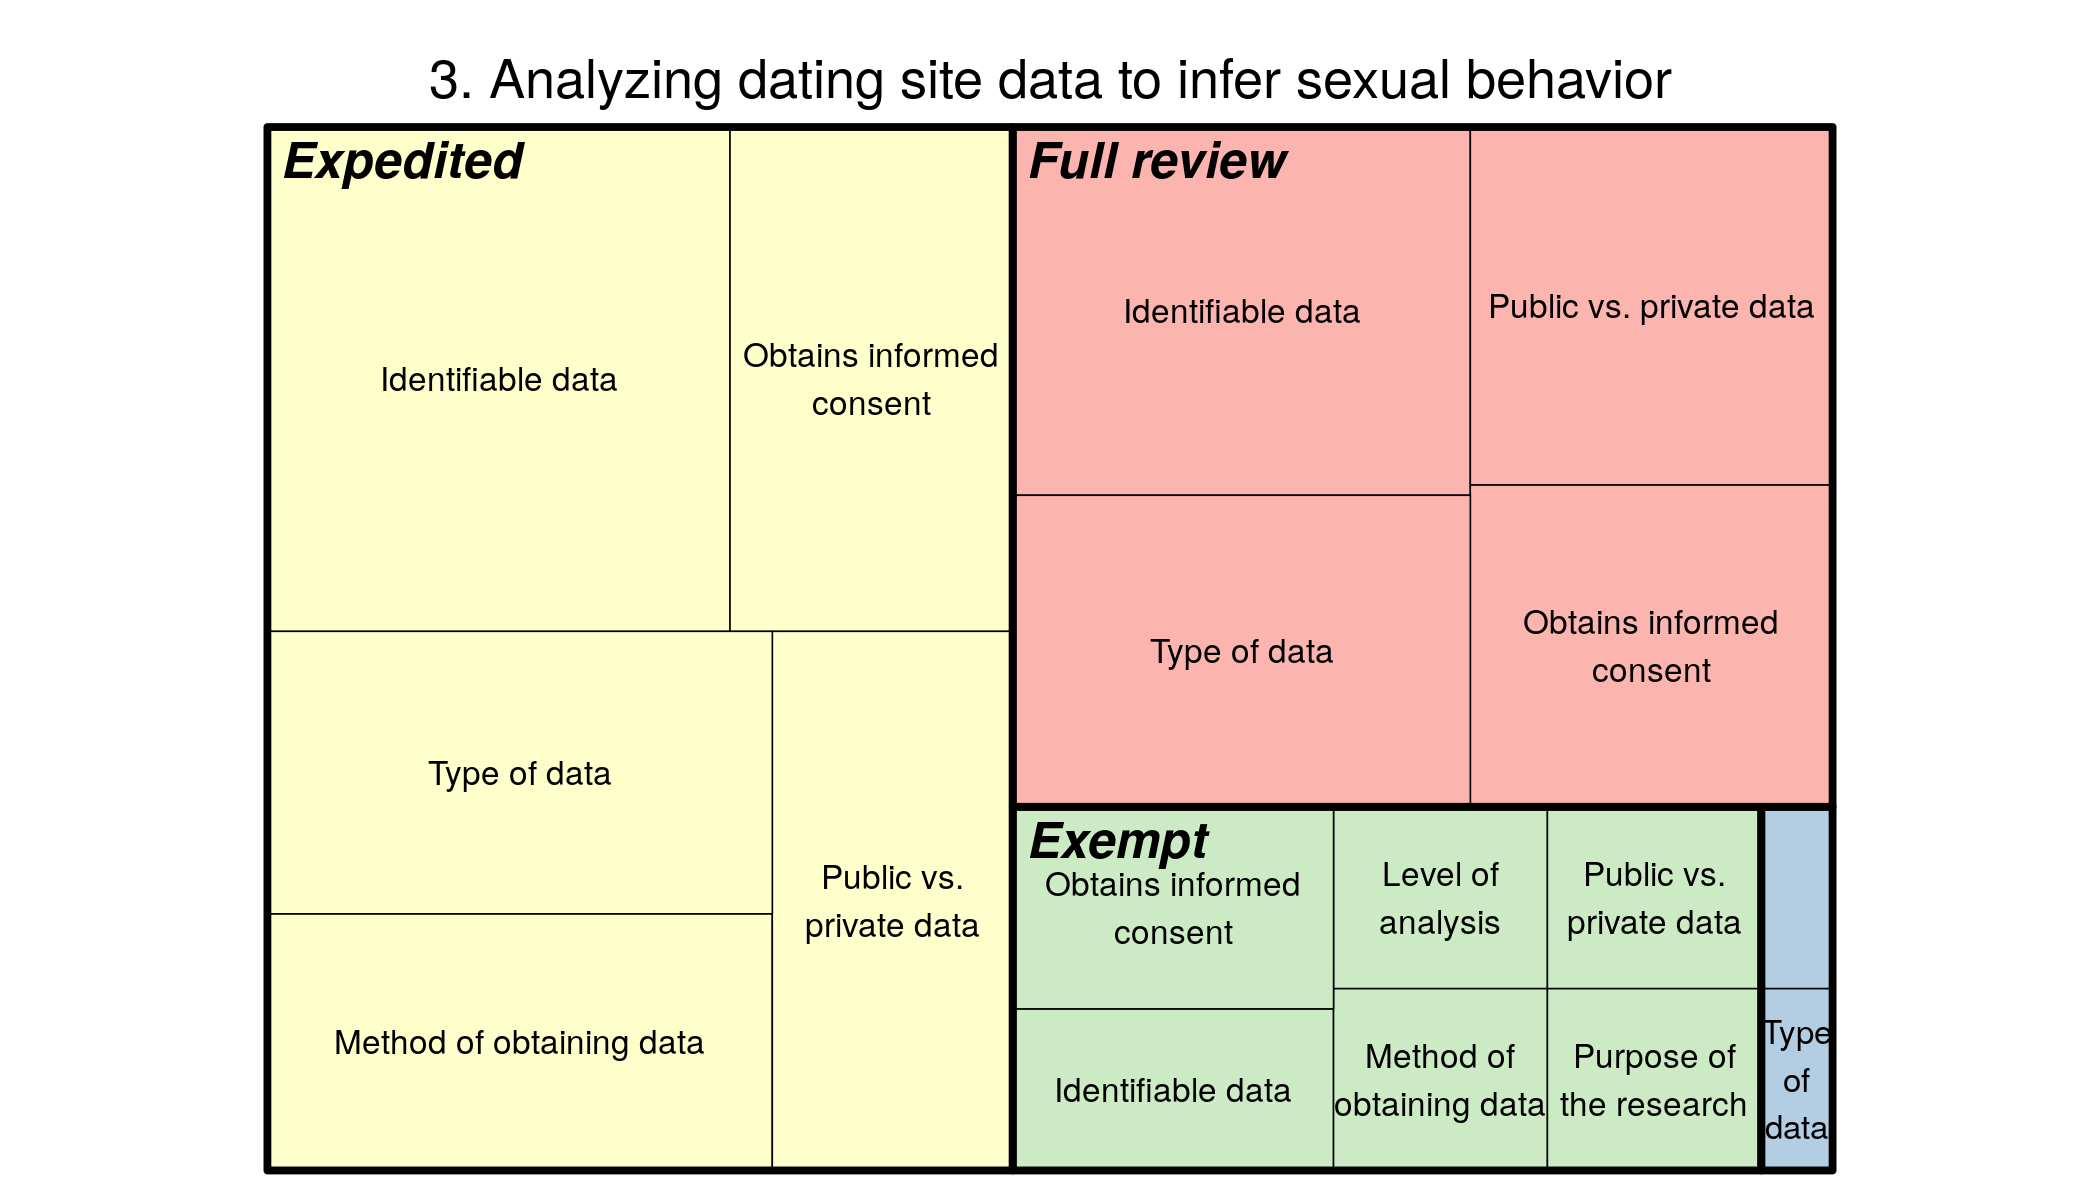 3. Analyzing dating site data to infer sexual behavior
Expedited
Identifiable data
Obtains informed
consent
Type of data
Method of obtaining data
Public vs.
private data
Full review
Identifiable data
Public vs. private data
Type of data
Obtains informed
consent
Exempt
Obtains informed
consent
Identifiable data
Level of
analysis
Public vs.
private data
Method of
obtaining data
Purpose of
the research
Type
of
data